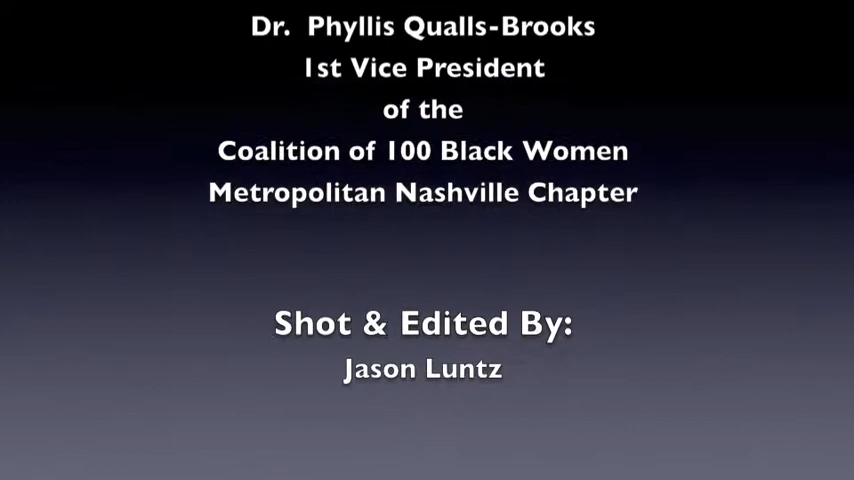 Dr.  Phyllis Qualls-Brooks
1st Vice President
of the
Coalition of 100 Black Women
Metropolitan Nashville Chapter
Shot & Edited By:
Jason Luntz